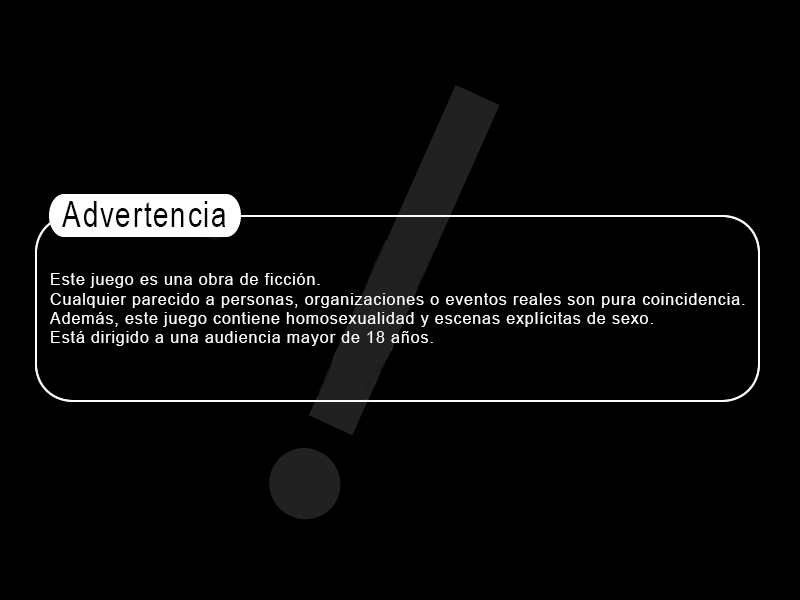 Advertencia
Este juego es una obra de ficción.
Cualquier parecido a personas, organizaciones o eventos reales son pura coincidencia.
Además, este juego contiene homosexualidad y escenas explícitas de sexo.
Está dirigido a una audiencia mayor de 18 años.